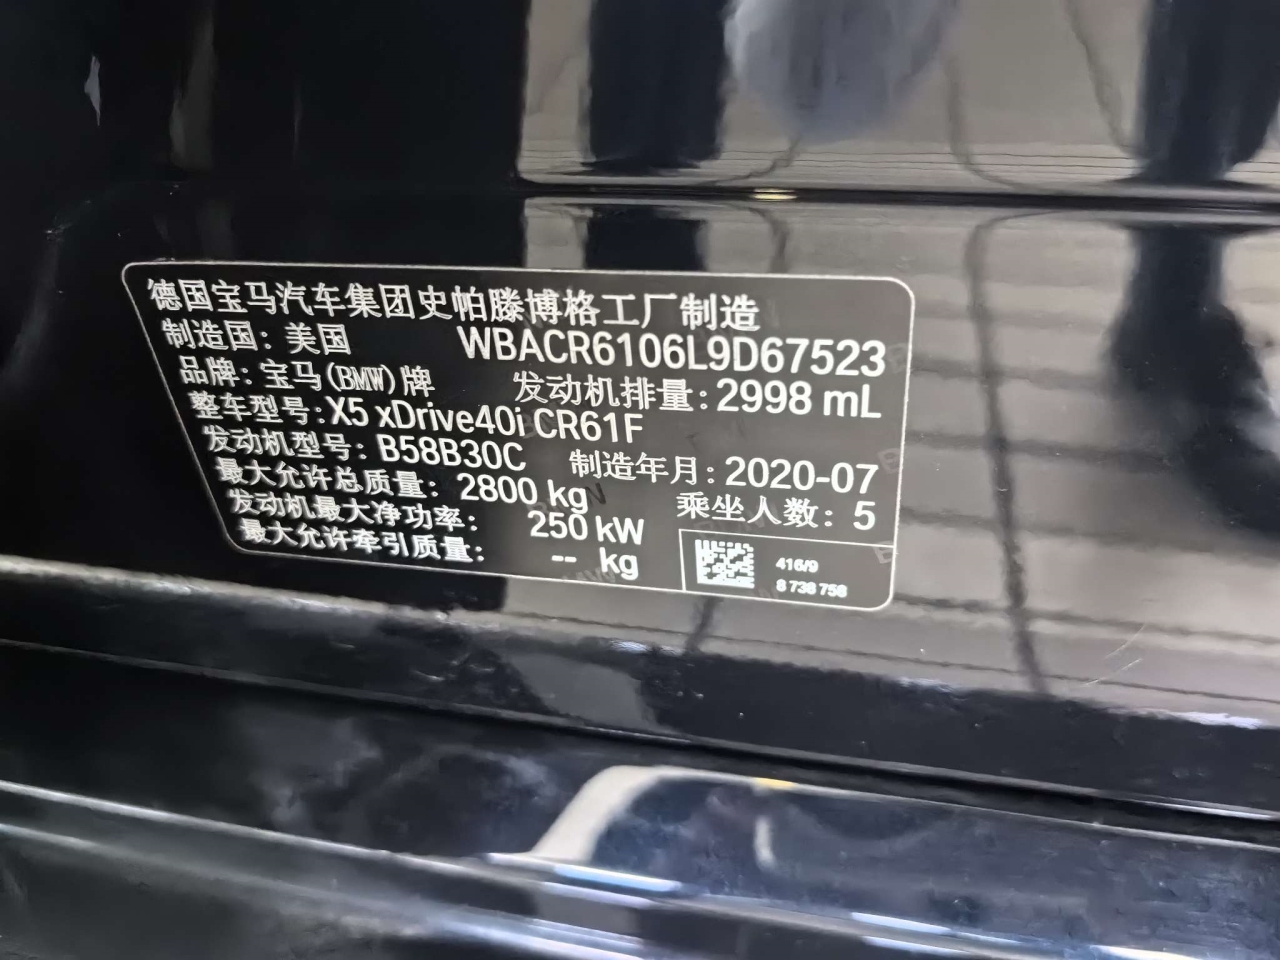 德国宝马汽车集团史帕滕博格工厂制造
制造国：美国 WBACR6106L9D67523
品牌：宝马(BMW)牌 发动机排量：2998 mL
整车型号：X5 xDrive40i CR61F
发动机型号：B58B30C 制造年月：2020-07
最大允许总质量：2800 kg 乘坐人数：5
发动机最大净功率：250 kW
最大允许牵引质量：-- kg
416/9
8 738 758